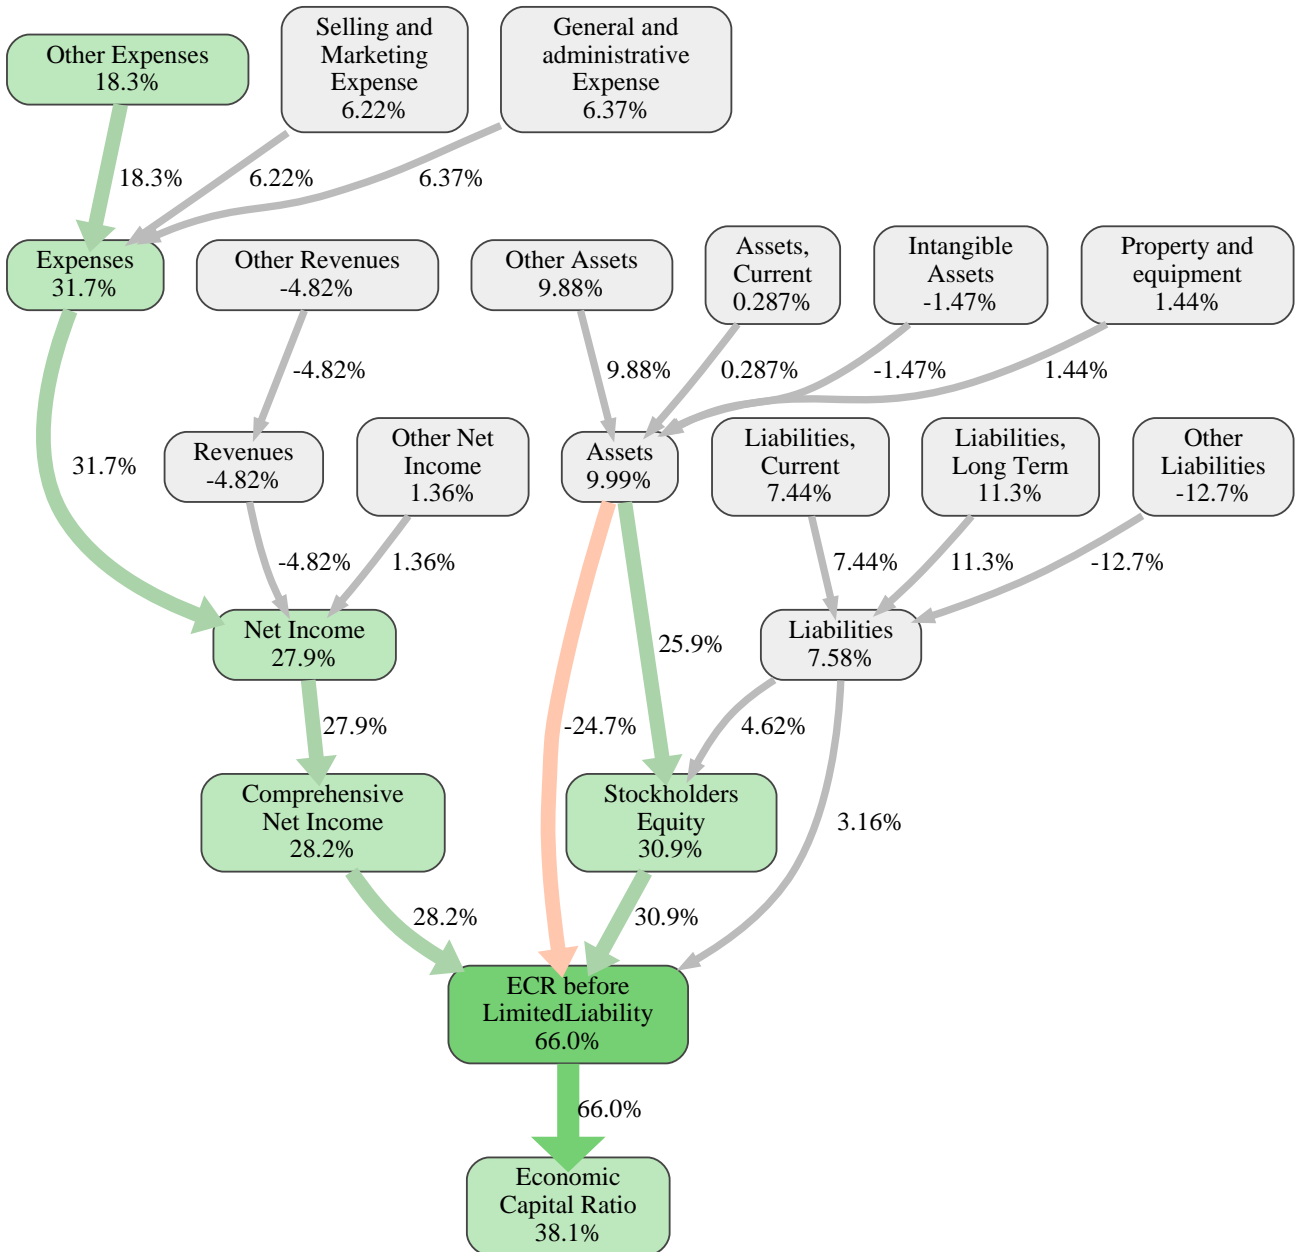 Other Expenses
18.3%
Selling and
Marketing
Expense
6.22%
General and
administrative
Expense
6.37%
18.3%
6.22%
6.37%
Expenses
31.7%
Other Revenues
-4.82%
Other Assets
9.88%
Assets,
Current
0.287%
Intangible
Assets
-1.47%
Property and
equipment
1.44%
-4.82%
9.88%
0.287%
-1.47%
1.44%
31.7%
Revenues
-4.82%
Other Net
Income
1.36%
Assets
9.99%
Liabilities,
Current
7.44%
Liabilities,
Long Term
11.3%
Other
Liabilities
-12.7%
-4.82%
1.36%
7.44%
11.3%
-12.7%
Net Income
27.9%
25.9%
Liabilities
7.58%
27.9%
-24.7%
4.62%
Comprehensive
Net Income
28.2%
Stockholders
Equity
30.9%
3.16%
28.2%
30.9%
ECR before
LimitedLiability
66.0%
66.0%
Economic
Capital Ratio
38.1%